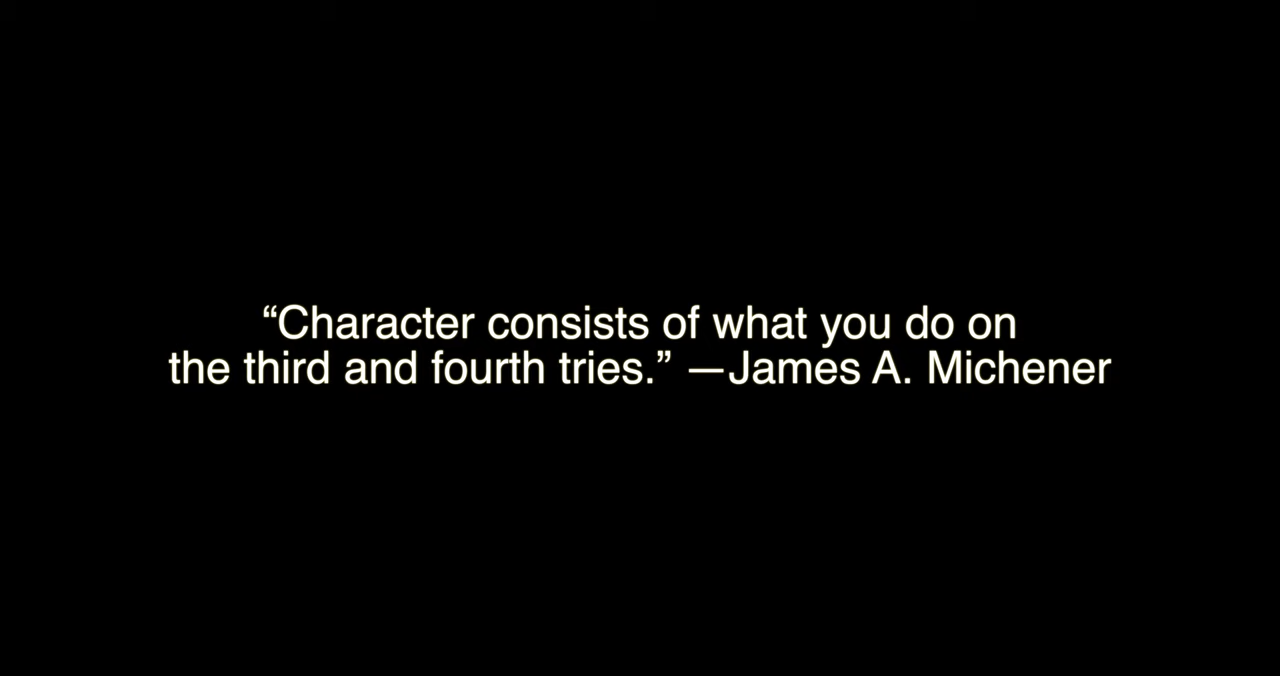 “Character consists of what you do on
the third and fourth tries.” —James A. Michener